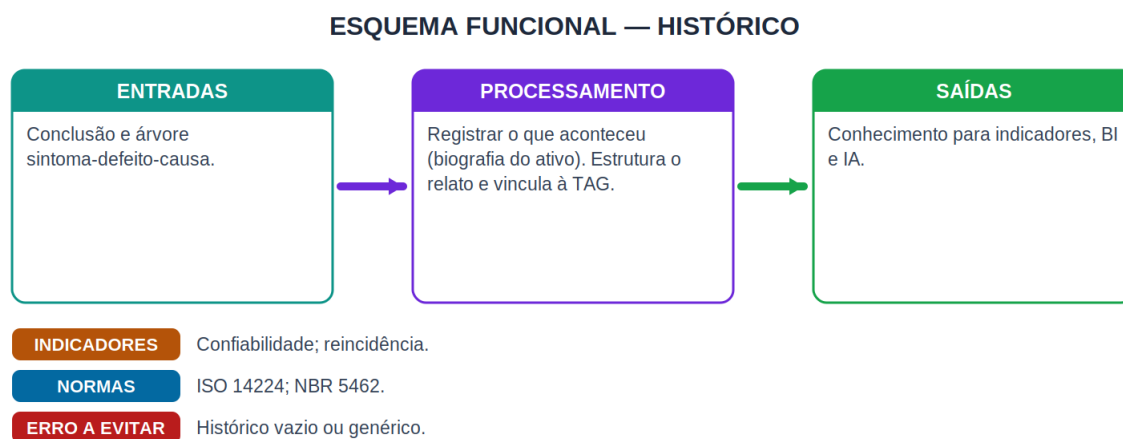 ESQUEMA FUNCIONAL — HISTÓRICO
ENTRADAS
Conclusão e árvore
sintoma-defeito-causa.
PROCESSAMENTO
Registrar o que aconteceu
(biografia do ativo). Estrutura o
relato e vincula à TAG.
SAÍDAS
Conhecimento para indicadores, BI
e IA.
INDICADORES
Confiabilidade; reincidência.
NORMAS
ISO 14224; NBR 5462.
ERRO A EVITAR
Histórico vazio ou genérico.